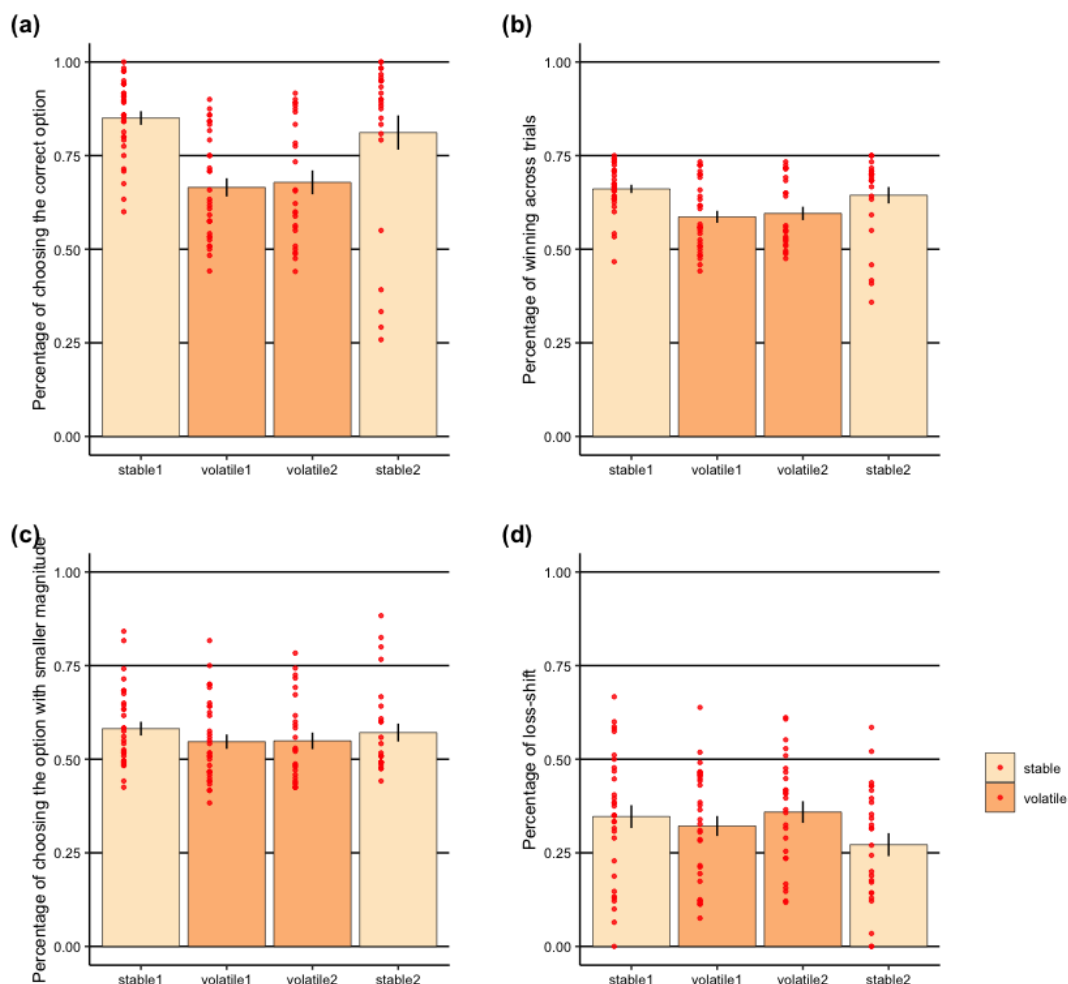 (a)
Percentage of choosing the correct option
1.00
0.75
0.50
0.25
0.00
stable1 volatile1 volatile2 stable2
(b)
Percentage of winning across trials
1.00
0.75
0.50
0.25
0.00
stable1 volatile1 volatile2 stable2
(c)
Percentage of choosing the option with smaller magnitude
1.00
0.75
0.50
0.25
0.00
stable1 volatile1 volatile2 stable2
(d)
Percentage of loss-shift
1.00
0.75
0.50
0.25
0.00
stable1 volatile1 volatile2 stable2
stable
volatile